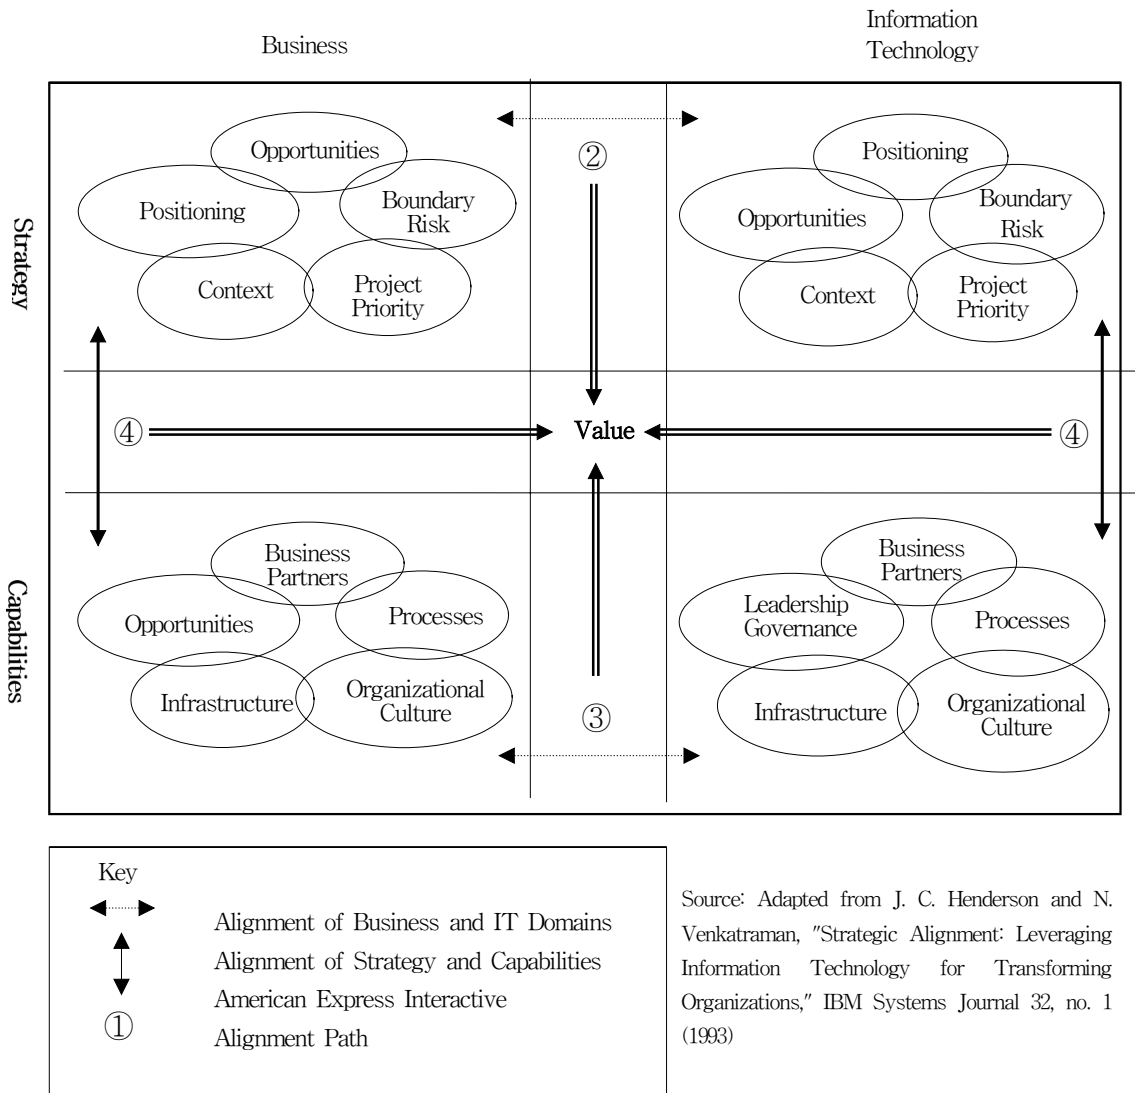 Business
Information
Technology
Strategy
Opportunities
Positioning
Boundary
Risk
Context
Project
Priority
②
Positioning
Opportunities
Boundary
Risk
Context
Project
Priority
④
Value
④
Capabilities
Business
Partners
Opportunities
Processes
Infrastructure
Organizational
Culture
③
Business
Partners
Leadership
Governance
Processes
Infrastructure
Organizational
Culture
Key
Alignment of Business and IT Domains
Alignment of Strategy and Capabilities
American Express Interactive
①
Alignment Path
Source: Adapted from J. C. Henderson and N.
Venkatraman, "Strategic Alignment: Leveraging
Information Technology for Transforming
Organizations," IBM Systems Journal 32, no. 1
(1993)